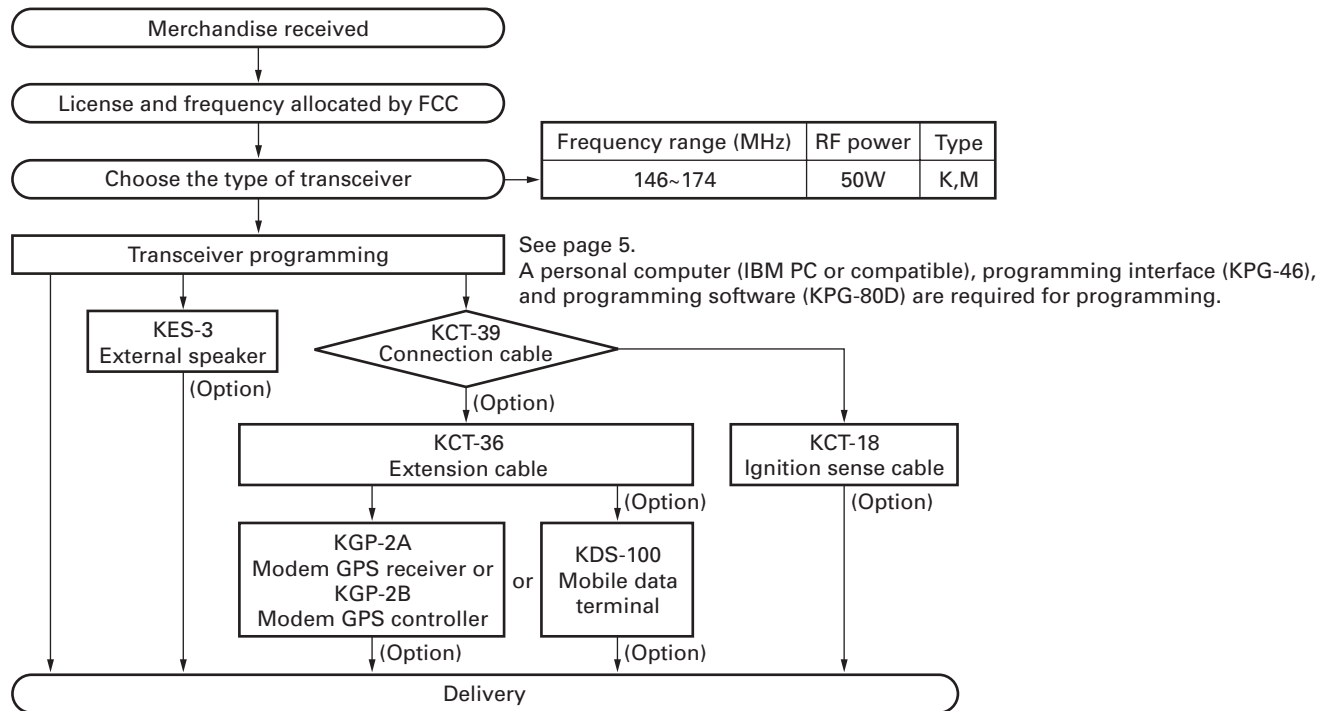 Merchandise received
License and frequency allocated by FCC
Choose the type of transceiver
Frequency range (MHz) RF power Type
146~174 50W K,M
Transceiver programming
See page 5.
A personal computer (IBM PC or compatible), programming interface (KPG-46),
and programming software (KPG-80D) are required for programming.
KES-3
External speaker
(Option)
KCT-39
Connection cable
(Option)
KCT-36
Extension cable
(Option)
KCT-18
Ignition sense cable
(Option)
KGP-2A
Modem GPS receiver or
KGP-2B
Modem GPS controller
(Option)
or
KDS-100
Mobile data
terminal
(Option)
Delivery